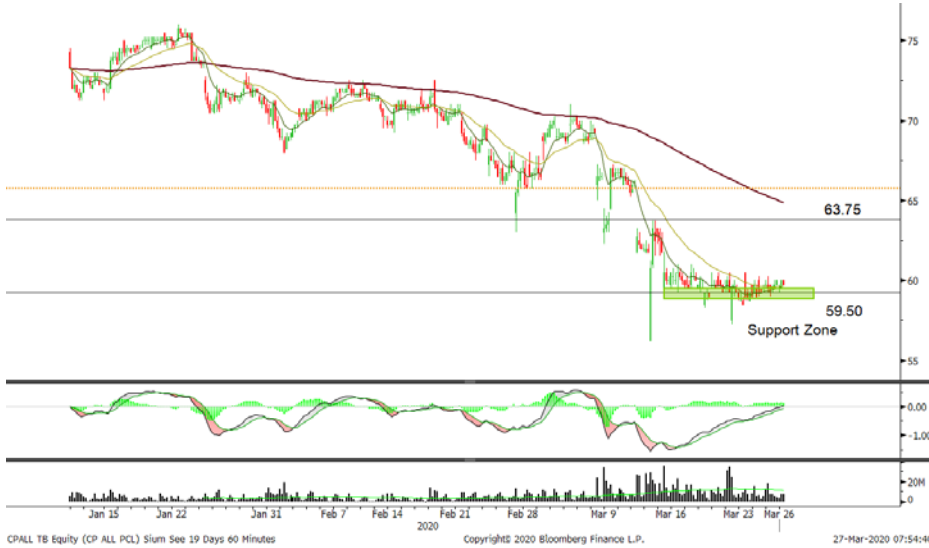 75
70
65
63.75
60
59.50
Support Zone
55
0.00
-1.00
20M
0
Jan 15 Jan 22 Jan 31 Feb 7 Feb 14 Feb 21 Feb 28 Mar 9 Mar 16 Mar 23 Mar 26
2020
CPALL TB Equity (CP ALL PCL) Sium See 19 Days 60 Minutes Copyright© 2020 Bloomberg Finance L.P. 27-Mar-2020 07:54:46